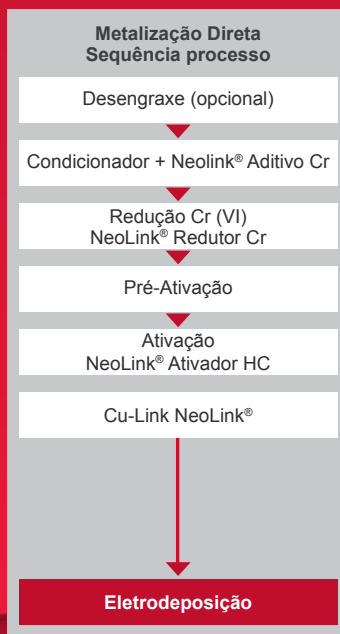 Metalização Direta
Sequência processo
Desengraxe (opcional)
Condicionador + Neolink® Aditivo Cr
Redução Cr (VI)
NeoLink® Redutor Cr
Pré-Ativação
Ativação
NeoLink® Ativador HC
Cu-Link NeoLink®
Eletrodeposição